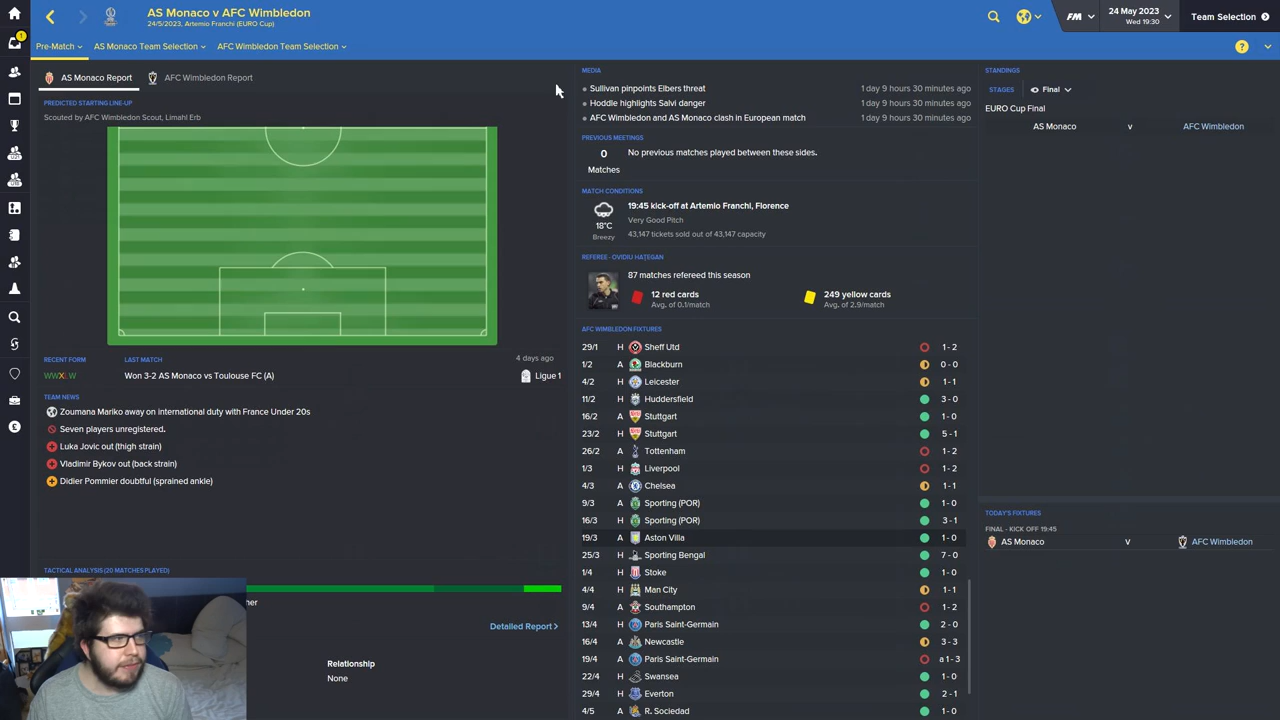 AS Monaco v AFC Wimbledon
24/5/2023, Artemio Franchi (EURO Cup)
FM
24 May 2023
Wed 19:30
Team Selection
1
Pre-Match
AS Monaco Team Selection
AFC Wimbledon Team Selection
?
AS Monaco Report
AFC Wimbledon Report
PREDICTED STARTING LINE-UP
Scouted by AFC Wimbledon Scout, Limahl Erb
RECENT FORM
LAST MATCH
4 days ago
WWXLW
Won 3-2 AS Monaco vs Toulouse FC (A)
Ligue 1
TEAM NEWS
Zoumana Mariko away on international duty with France Under 20s
Seven players unregistered.
Luka Jovic out (thigh strain)
Vladimir Bykov out (back strain)
Didier Pommier doubtful (sprained ankle)
TACTICAL ANALYSIS (20 MATCHES PLAYED)
her
Detailed Report
Relationship
None
MEDIA
Sullivan pinpoints Elbers threat 1 day 9 hours 30 minutes ago
Hoddle highlights Salvi danger 1 day 9 hours 30 minutes ago
AFC Wimbledon and AS Monaco clash in European match 1 day 9 hours 30 minutes ago
PREVIOUS MEETINGS
0
Matches
No previous matches played between these sides.
MATCH CONDITIONS
18°C
Breezy
19:45 kick-off at Artemio Franchi, Florence
Very Good Pitch
43,147 tickets sold out of 43,147 capacity
REFEREE - OVIDIU HAȚEGAN
87 matches refereed this season
12 red cards
Avg. of 0.1/match
249 yellow cards
Avg. of 2.9/match
AFC WIMBLEDON FIXTURES
29/1 H Sheff Utd 1-2
1/2 A Blackburn 0-0
4/2 H Leicester 1-1
11/2 H Huddersfield 3-0
16/2 A Stuttgart 1-0
23/2 H Stuttgart 5-1
26/2 A Tottenham 1-2
1/3 H Liverpool 1-2
4/3 A Chelsea 1-1
9/3 A Sporting (POR) 1-0
16/3 H Sporting (POR) 3-1
19/3 A Aston Villa 1-0
25/3 H Sporting Bengal 7-0
1/4 H Stoke 1-0
4/4 H Man City 1-1
9/4 A Southampton 1-2
13/4 H Paris Saint-Germain 2-0
16/4 A Newcastle 3-3
19/4 A Paris Saint-Germain a 1-3
22/4 H Swansea 1-0
29/4 H Everton 2-1
4/5 A R. Sociedad 1-0
STANDINGS
STAGES
Final
EURO Cup Final
AS Monaco v AFC Wimbledon
TODAY'S FIXTURES
FINAL - KICK OFF 19:45
AS Monaco V AFC Wimbledon